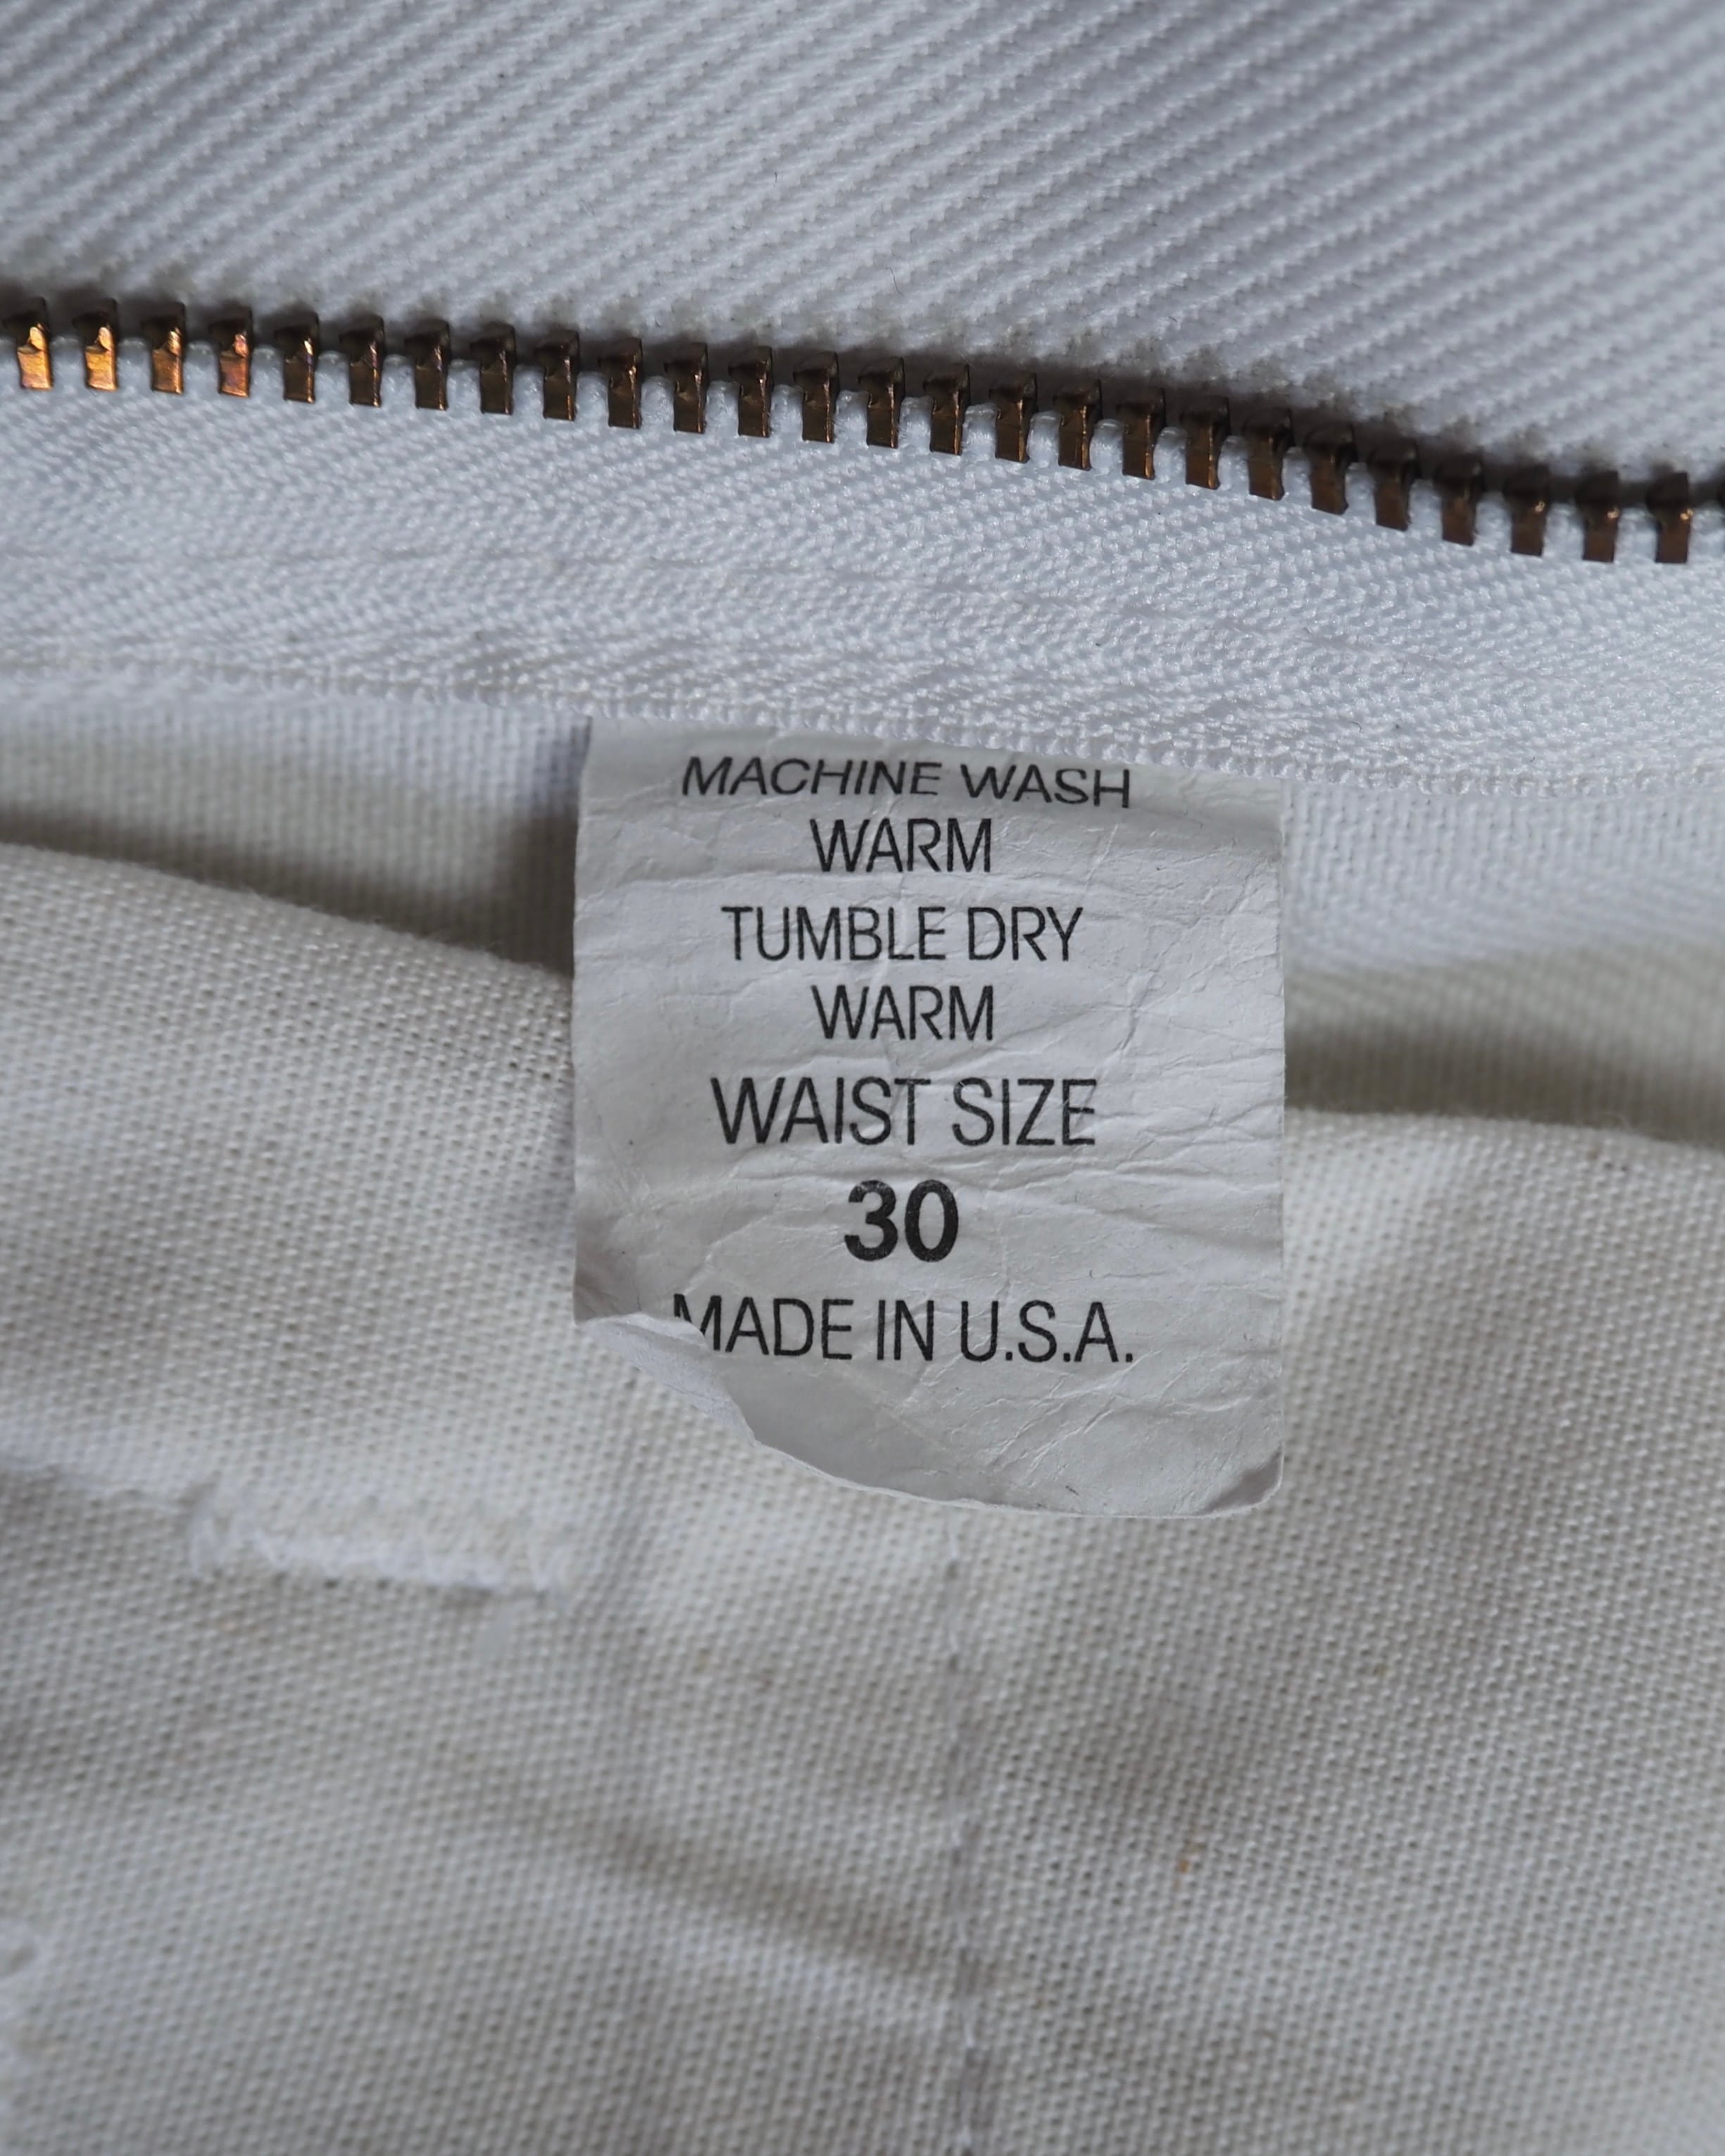 MACHINE WASH
WARM
TUMBLE DRY
WARM
WAIST SIZE
30
MADE IN U.S.A.